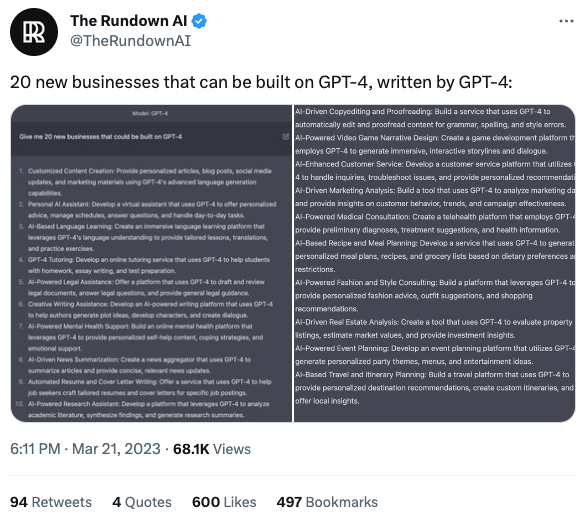 The Rundown AI
@TheRundownAI
20 new businesses that can be built on GPT-4, written by GPT-4:
Model: GPT-4
Give me 20 new businesses that could be built on GPT-4
1. Customized Content Creation: Provide personalized articles, blog posts, social media
updates, and marketing materials using GPT-4's advanced language generation
capabilities.
2. Personal AI Assistant: Develop a virtual assistant that uses GPT-4 to offer personalized
advice, manage schedules, answer questions, and handle day-to-day tasks.
3. AI-Based Language Learning: Create an immersive language learning platform that
leverages GPT-4's language understanding to provide tailored lessons, translations,
and practice exercises.
4. GPT-4 Tutoring: Develop an online tutoring service that uses GPT-4 to help students
with homework, essay writing, and test preparation.
5. AI-Powered Legal Assistance: Offer a platform that uses GPT-4 to draft and review
legal documents, answer legal questions, and provide general legal guidance.
6. Creative Writing Assistance: Develop an AI-powered writing platform that uses GPT-4
to help authors generate plot ideas, develop characters, and create dialogue.
7. AI-Powered Mental Health Support: Build an online mental health platform that
leverages GPT-4 to provide personalized self-help content, coping strategies, and
emotional support.
8. AI-Driven News Summarization: Create a news aggregator that uses GPT-4 to
summarize articles and provide concise, relevant news updates.
9. Automated Resume and Cover Letter Writing: Offer a service that uses GPT-4 to help
job seekers craft tailored resumes and cover letters for specific job postings.
10. AI-Powered Research Assistant: Develop a platform that leverages GPT-4 to analyze
academic literature, synthesize findings, and generate research summaries.
AI-Driven Copyediting and Proofreading: Build a service that uses GPT-4 to
automatically edit and proofread content for grammar, spelling, and style errors.
AI-Powered Video Game Narrative Design: Create a game development platform th
employs GPT-4 to generate immersive, interactive storylines and dialogue.
AI-Enhanced Customer Service: Develop a customer service platform that utilizes
4 to handle inquiries, troubleshoot issues, and provide personalized recommendati
AI-Driven Marketing Analysis: Build a tool that uses GPT-4 to analyze marketing da
and provide insights on customer behavior, trends, and campaign effectiveness.
AI-Powered Medical Consultation: Create a telehealth platform that employs GPT-4
provide preliminary diagnoses, treatment suggestions, and health information.
AI-Based Recipe and Meal Planning: Develop a service that uses GPT-4 to generat
personalized meal plans, recipes, and grocery lists based on dietary preferences a
restrictions.
AI-Powered Fashion and Style Consulting: Build a platform that leverages GPT-4 to
provide personalized fashion advice, outfit suggestions, and shopping
recommendations.
AI-Driven Real Estate Analysis: Create a tool that uses GPT-4 to evaluate property
listings, estimate market values, and provide investment insights.
AI-Powered Event Planning: Develop an event planning platform that utilizes GPT-4
generate personalized party themes, menus, and entertainment ideas.
AI-Based Travel and Itinerary Planning: Build a travel platform that uses GPT-4 to
provide personalized destination recommendations, create custom itineraries, and
offer local insights.
6:11 PM · Mar 21, 2023 · 68.1K Views
94 Retweets 4 Quotes 600 Likes 497 Bookmarks